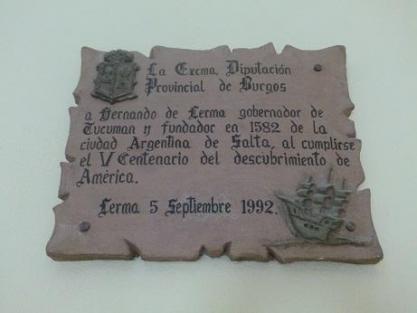 La Excma. Diputación
Provincial de Burgos
a Hernando de Lerma gobernador de
Tucuman y fundador en 1582 de la
ciudad Argentina de Salta, al cumplirse
el V Centenario del descubrimiento de
América.
Lerma 5 Septiembre 1992.